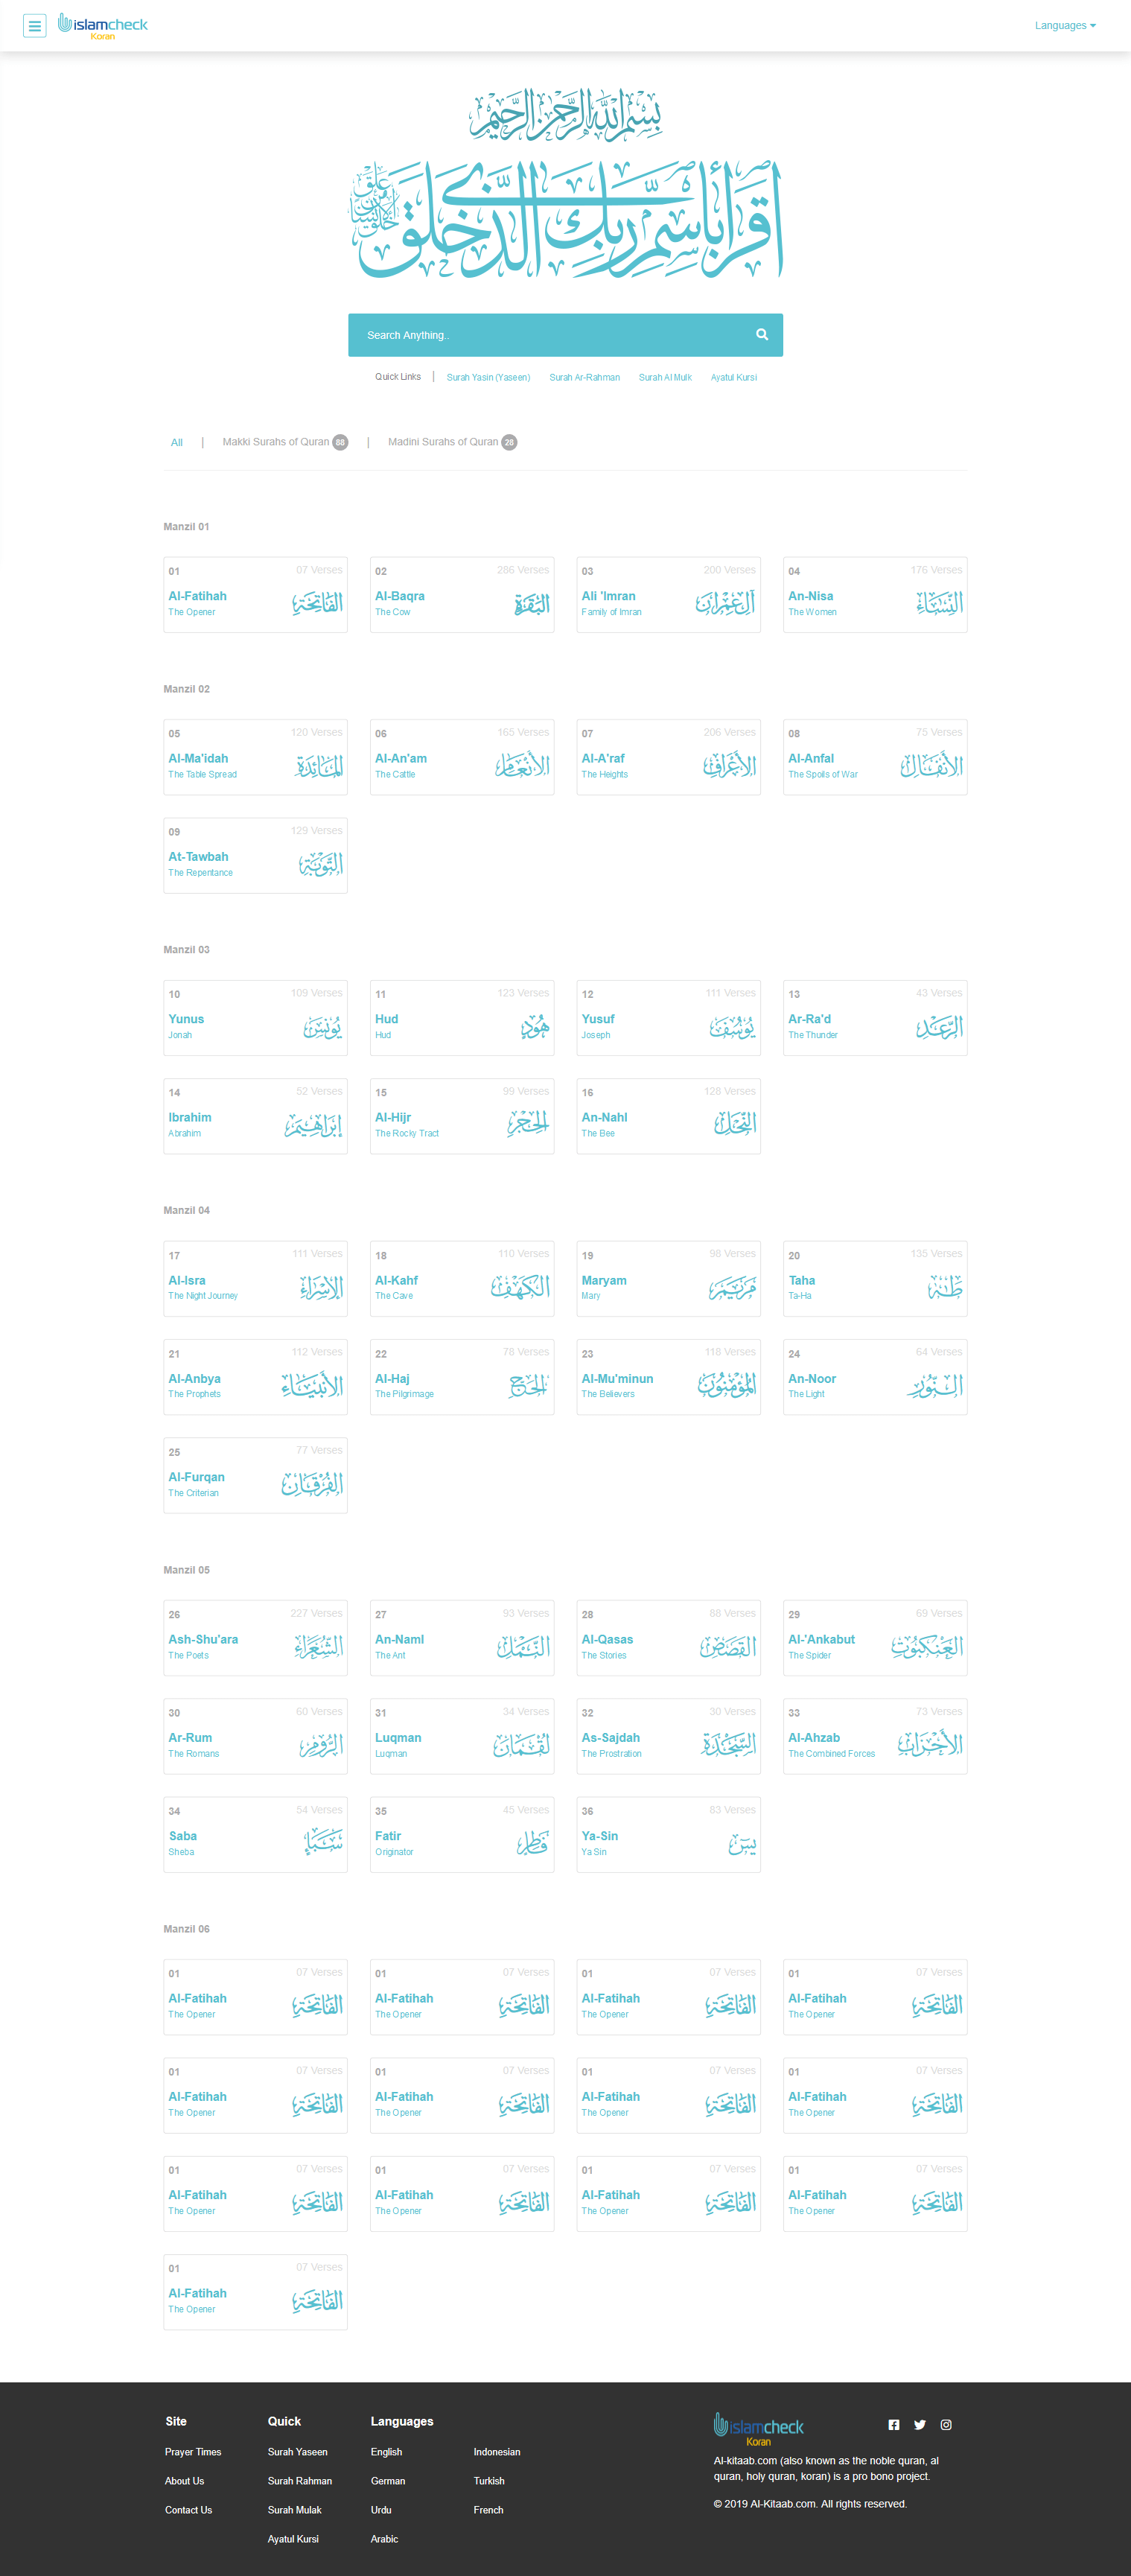 islamcheck
Koran
Languages
بسم الله الرحمن الرحيم
اقرأ باسم ربك الذي خلق
خلق الإنسان من علق
Search Anything..
Quick Links | Surah Yasin (Yaseen) Surah Ar-Rahman Surah Al Mulk Ayatul Kursi
All | Makki Surahs of Quran 88 | Madini Surahs of Quran 28
Manzil 01
01 07 Verses
Al-Fatihah الفاتحة
The Opener
02 286 Verses
Al-Baqra البقرة
The Cow
03 200 Verses
Ali 'Imran آل عمران
Family of Imran
04 176 Verses
An-Nisa النساء
The Women
Manzil 02
05 120 Verses
Al-Ma'idah المائدة
The Table Spread
06 165 Verses
Al-An'am الأنعام
The Cattle
07 206 Verses
Al-A'raf الأعراف
The Heights
08 75 Verses
Al-Anfal الأنفال
The Spoils of War
09 129 Verses
At-Tawbah التوبة
The Repentance
Manzil 03
10 109 Verses
Yunus يونس
Jonah
11 123 Verses
Hud هود
Hud
12 111 Verses
Yusuf يوسف
Joseph
13 43 Verses
Ar-Ra'd الرعد
The Thunder
14 52 Verses
Ibrahim إبراهيم
Abrahim
15 99 Verses
Al-Hijr الحجر
The Rocky Tract
16 128 Verses
An-Nahl النحل
The Bee
Manzil 04
17 111 Verses
Al-Isra الإسراء
The Night Journey
18 110 Verses
Al-Kahf الكهف
The Cave
19 98 Verses
Maryam مريم
Mary
20 135 Verses
Taha طه
Ta-Ha
21 112 Verses
Al-Anbya الأنبياء
The Prophets
22 78 Verses
Al-Haj الحج
The Pilgrimage
23 118 Verses
Al-Mu'minun المؤمنون
The Believers
24 64 Verses
An-Noor النور
The Light
25 77 Verses
Al-Furqan الفرقان
The Criterian
Manzil 05
26 227 Verses
Ash-Shu'ara الشعراء
The Poets
27 93 Verses
An-Naml النمل
The Ant
28 88 Verses
Al-Qasas القصص
The Stories
29 69 Verses
Al-'Ankabut العنكبوت
The Spider
30 60 Verses
Ar-Rum الروم
The Romans
31 34 Verses
Luqman لقمان
Luqman
32 30 Verses
As-Sajdah السجدة
The Prostration
33 73 Verses
Al-Ahzab الأحزاب
The Combined Forces
34 54 Verses
Saba سبإ
Sheba
35 45 Verses
Fatir فاطر
Originator
36 83 Verses
Ya-Sin يس
Ya Sin
Manzil 06
01 07 Verses
Al-Fatihah الفاتحة
The Opener
01 07 Verses
Al-Fatihah الفاتحة
The Opener
01 07 Verses
Al-Fatihah الفاتحة
The Opener
01 07 Verses
Al-Fatihah الفاتحة
The Opener
01 07 Verses
Al-Fatihah الفاتحة
The Opener
01 07 Verses
Al-Fatihah الفاتحة
The Opener
01 07 Verses
Al-Fatihah الفاتحة
The Opener
01 07 Verses
Al-Fatihah الفاتحة
The Opener
01 07 Verses
Al-Fatihah الفاتحة
The Opener
01 07 Verses
Al-Fatihah الفاتحة
The Opener
01 07 Verses
Al-Fatihah الفاتحة
The Opener
01 07 Verses
Al-Fatihah الفاتحة
The Opener
01 07 Verses
Al-Fatihah الفاتحة
The Opener
Site
Prayer Times
About Us
Contact Us
Quick
Surah Yaseen
Surah Rahman
Surah Mulak
Ayatul Kursi
Languages
English
German
Urdu
Arabic
Indonesian
Turkish
French
islamcheck
Koran
Al-kitaab.com (also known as the noble quran, al
quran, holy quran, koran) is a pro bono project.
© 2019 Al-Kitaab.com. All rights reserved.